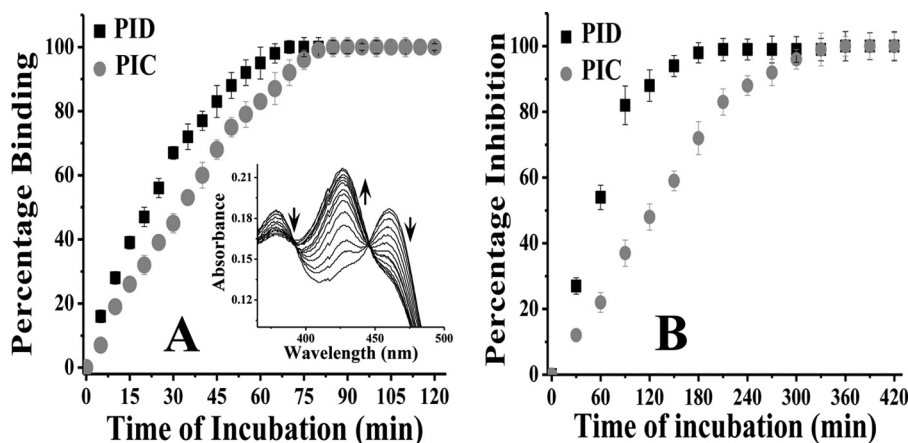 PID
PIC
Percentage Binding
100
80
60
40
20
0
0 15 30 45 60 75 90 105 120
Time of Incubation (min)
A
Absorbance
0.21
0.18
0.15
0.12
400 450 500
Wavelength (nm)
PID
PIC
Percentage Inhibition
100
80
60
40
20
0
0 60 120 180 240 300 360 420
Time of incubation (min)
B